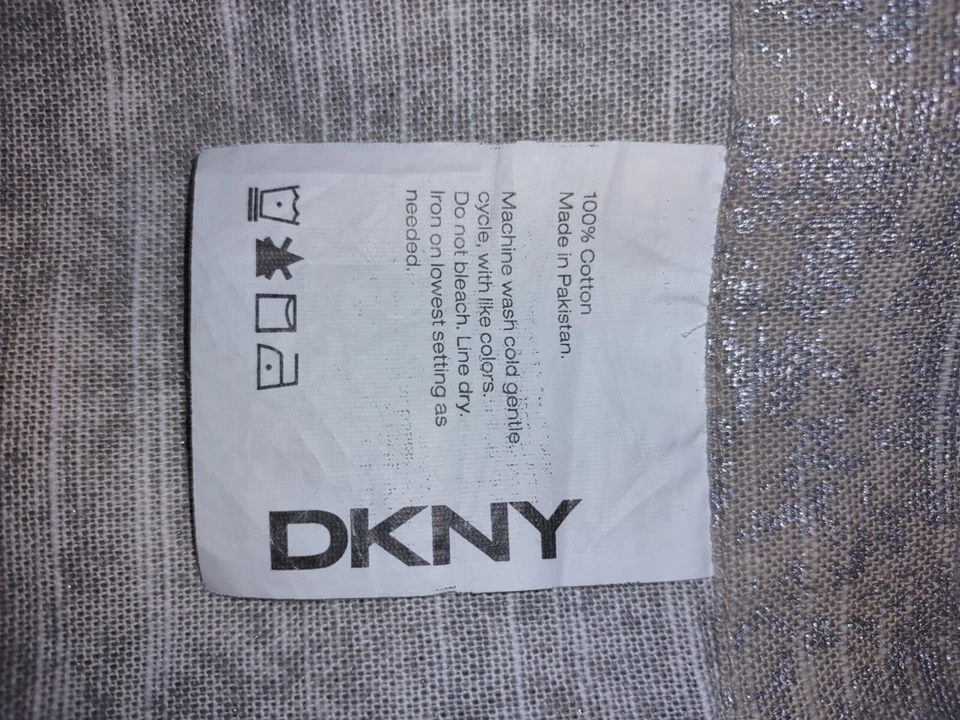 100% Cotton
Made in Pakistan.
Machine wash cold gentle
cycle, with like colors.
Do not bleach. Line dry.
Iron on lowest setting as
needed.
DKNY